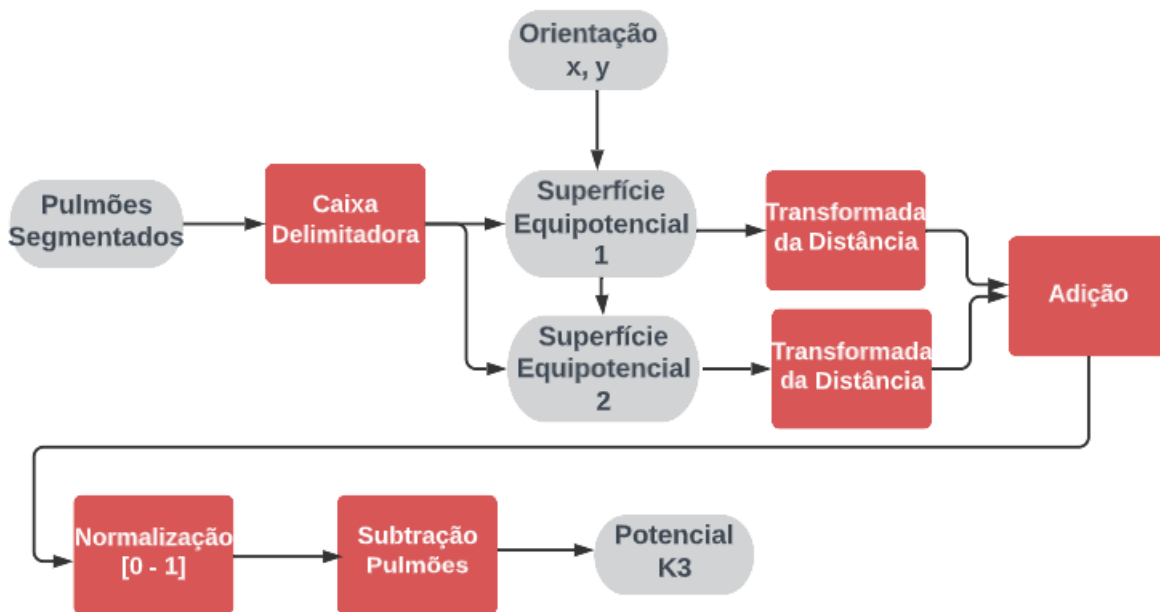 Orientação
x, y
Pulmões
Segmentados
Caixa
Delimitadora
Superfície
Equipotencial
1
Transformada
da Distância
Adição
Superfície
Equipotencial
2
Transformada
da Distância
Normalização
[0 - 1]
Subtração
Pulmões
Potencial
K3